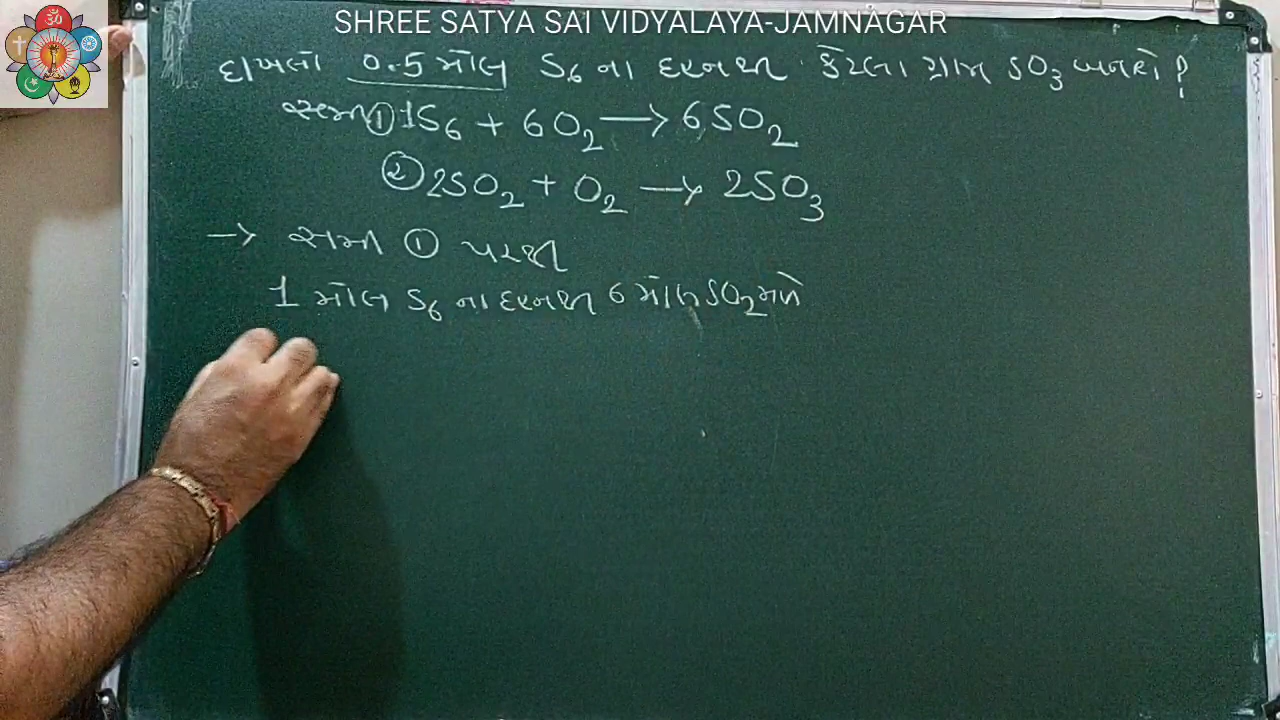 SHREE SATYA SAI VIDYALAYA-JAMNAGAR
દાખલો 0.5 મોલ S₆ ના દહનથી કેટલા ગ્રામ SO₃ બનશે ?
સમી ① 1S₆ + 6O₂ → 6SO₂
② 2SO₂ + O₂ → 2SO₃
→ સમી ① પરથી
1 મોલ S₆ ના દહનથી 6 મોલ SO₂ મળે